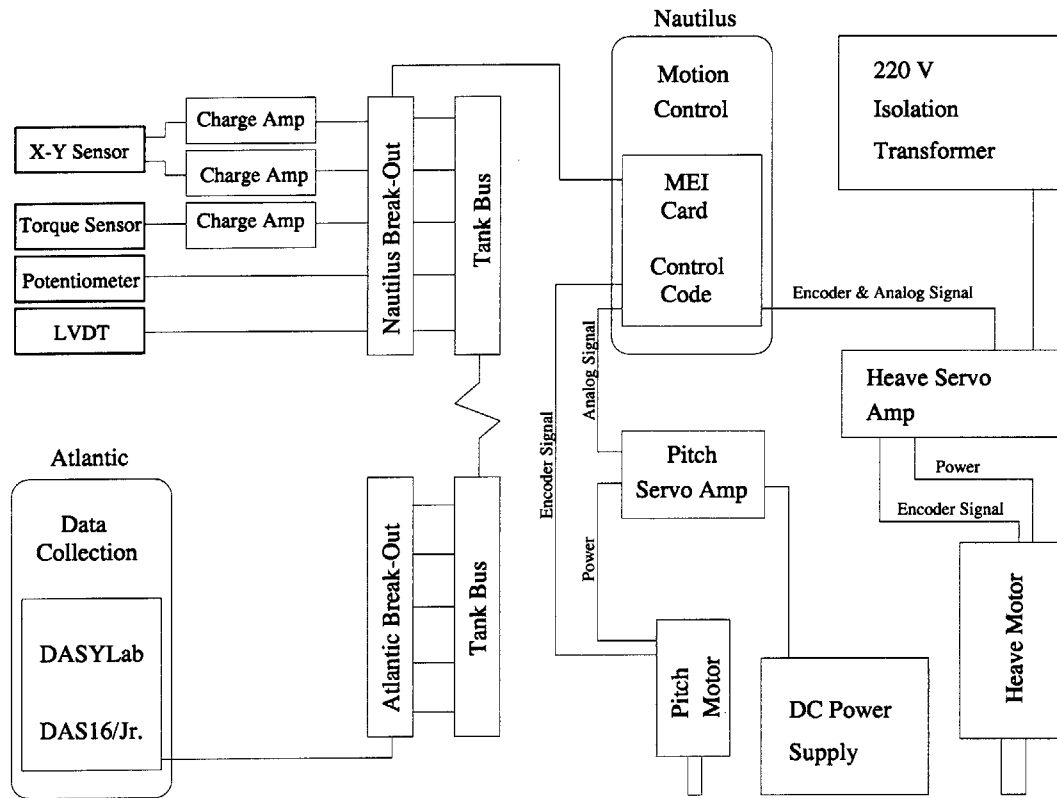 Nautilus
Motion
Control
220 V
Isolation
Transformer
Charge Amp
X-Y Sensor
Charge Amp
Torque Sensor
Charge Amp
Potentiometer
LVDT
Nautilus Break-Out
Tank Bus
MEI
Card
Control
Code
Encoder & Analog Signal
Analog Signal
Encoder Signal
Heave Servo
Amp
Atlantic
Data
Collection
DASYLab
DAS16/Jr.
Atlantic Break-Out
Tank Bus
Pitch
Servo Amp
Power
Power
Encoder Signal
Pitch
Motor
DC Power
Supply
Heave Motor